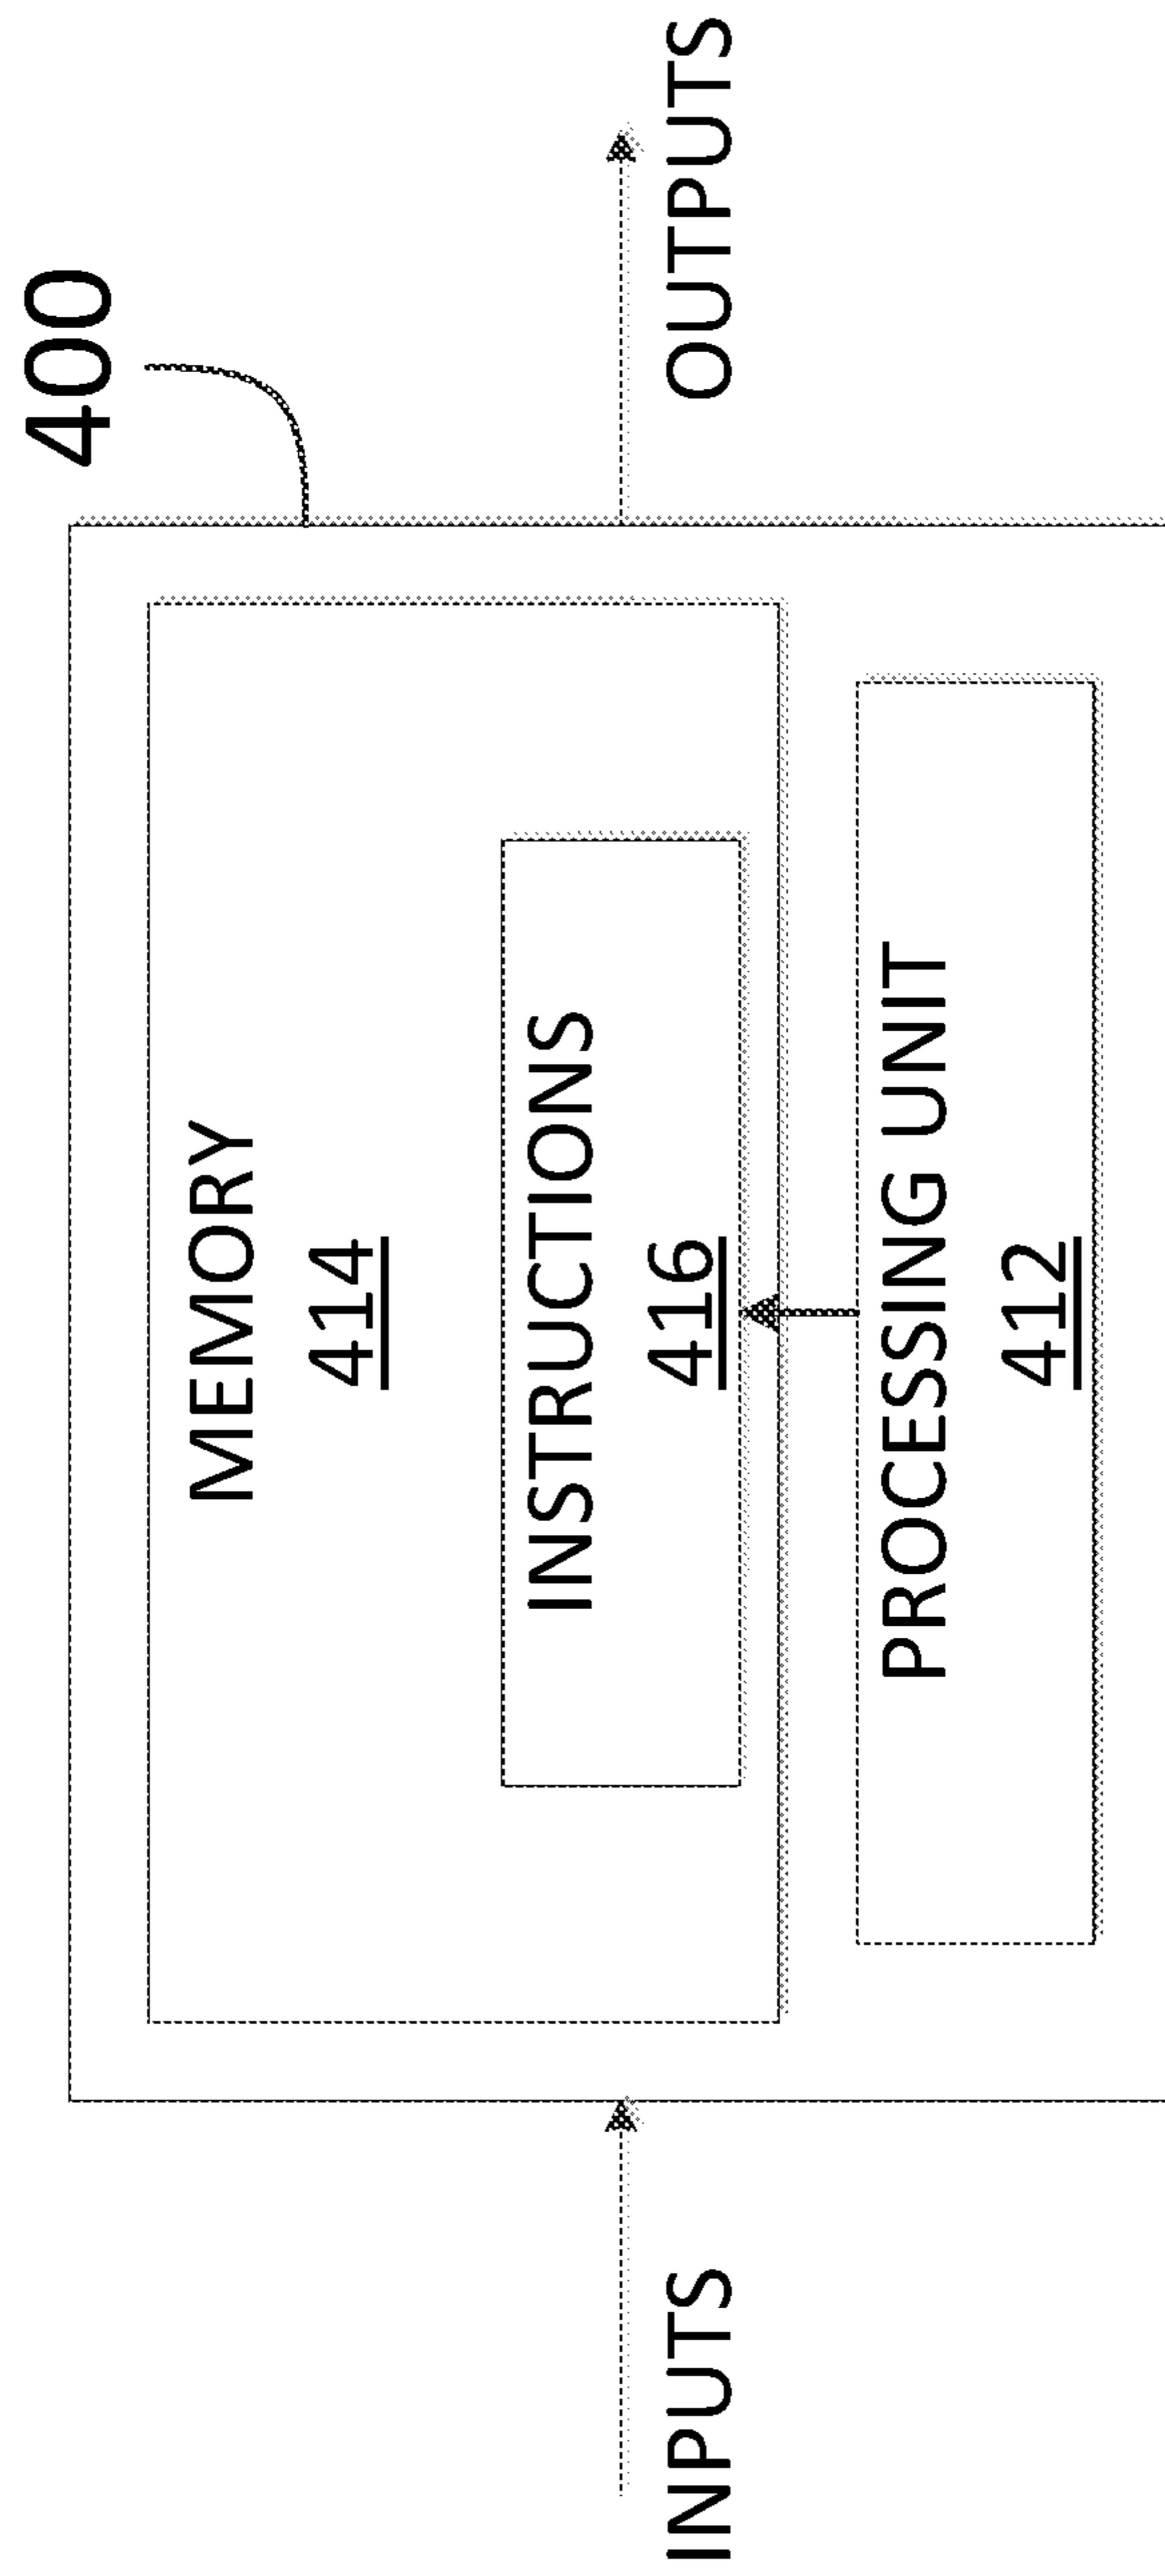 400
MEMORY
414
INSTRUCTIONS
416
INPUTS
OUTPUTS
PROCESSING UNIT
412